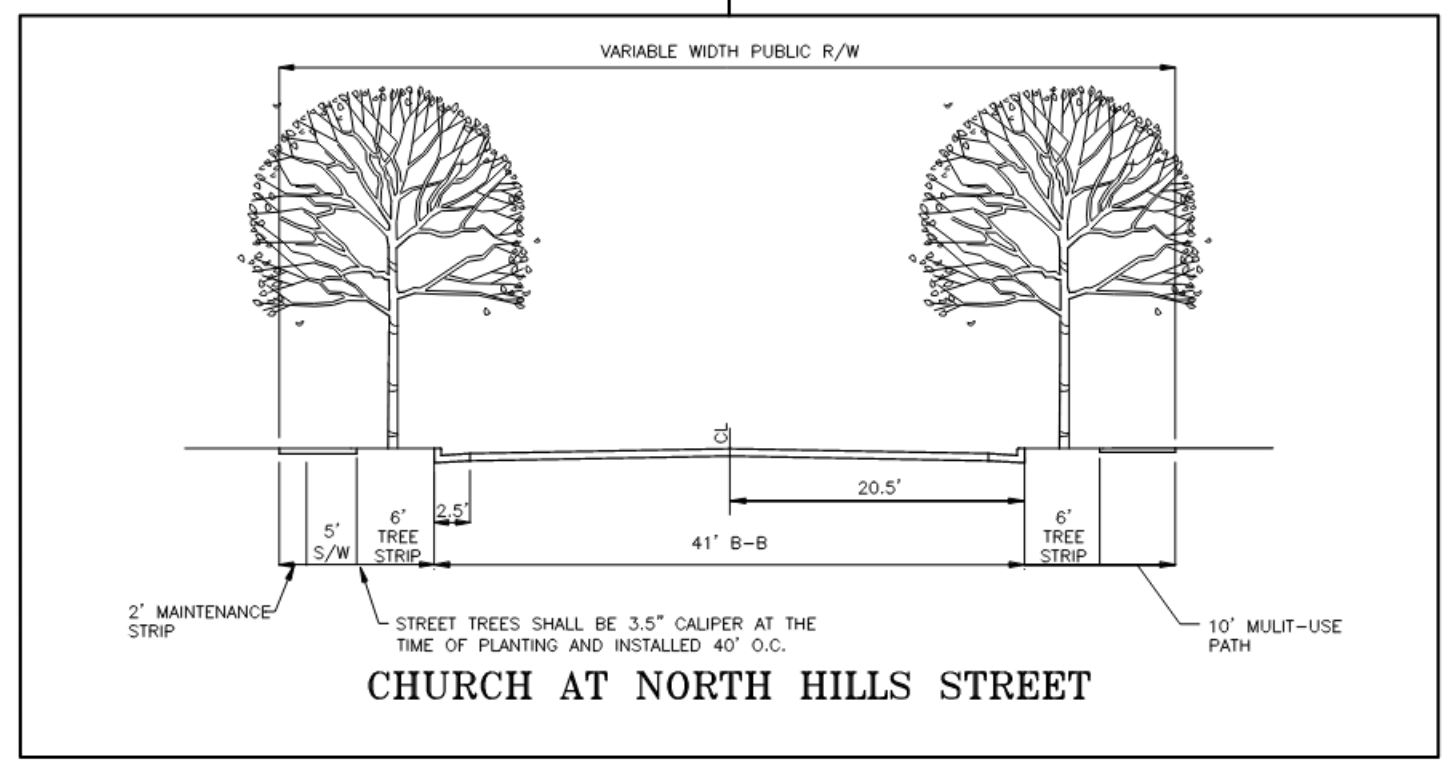 VARIABLE WIDTH PUBLIC R/W
CL
20.5'
2.5'
5'
S/W
6'
TREE
STRIP
41' B-B
6'
TREE
STRIP
2' MAINTENANCE
STRIP
STREET TREES SHALL BE 3.5" CALIPER AT THE
TIME OF PLANTING AND INSTALLED 40' O.C.
10' MULIT-USE
PATH
CHURCH AT NORTH HILLS STREET